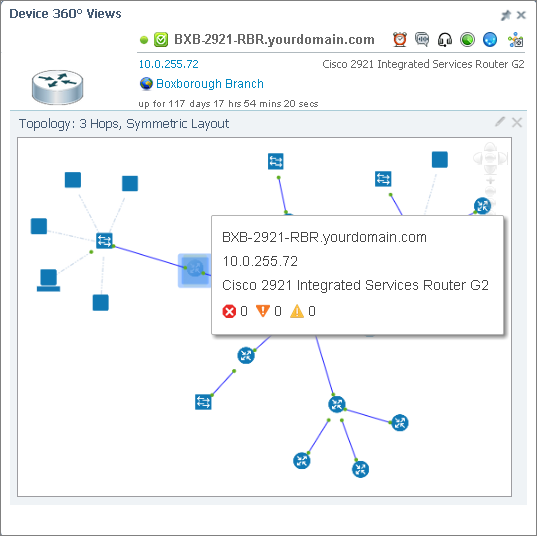 Device 360° Views
BXB-2921-RBR.yourdomain.com
10.0.255.72
Cisco 2921 Integrated Services Router G2
Boxborough Branch
up for 117 days 17 hrs 54 mins 20 secs
Topology: 3 Hops, Symmetric Layout
BXB-2921-RBR.yourdomain.com
10.0.255.72
Cisco 2921 Integrated Services Router G2
0 0 0